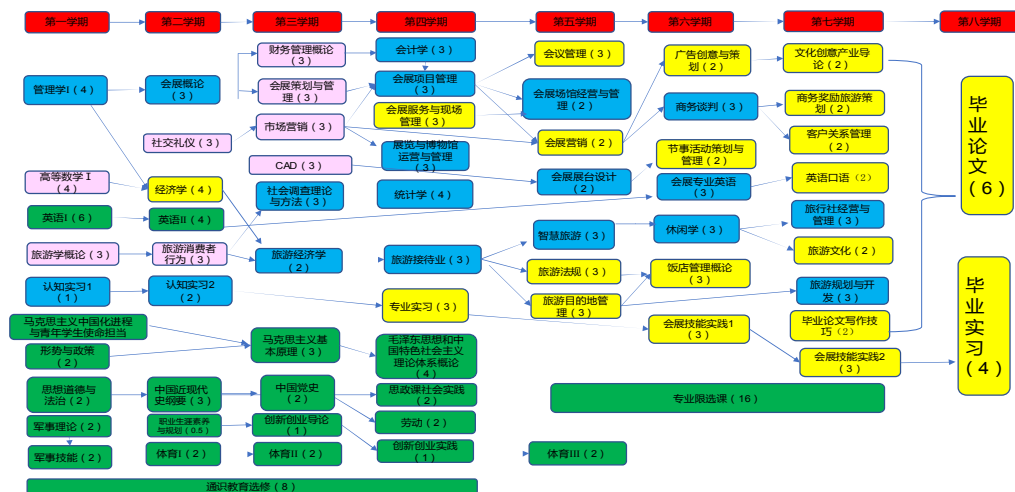 第一学期
第二学期
第三学期
第四学期
第五学期
第六学期
第七学期
第八学期
管理学I（4）
高等数学Ⅰ
（4）
英语I（6）
旅游学概论（3）
认知实习1
（1）
马克思主义中国化进程
与青年学生使命担当
形势与政策
（2）
思想道德与
法治（2）
军事理论（2）
军事技能（2）
会展概论
（3）
社交礼仪（3）
经济学（4）
英语II（4）
旅游消费者
行为（3）
认知实习2
（2）
中国近现代
史纲要（3）
职业生涯素养
与规划（0.5）
体育I（2）
财务管理概论
（3）
会展策划与管
理（3）
市场营销（3）
CAD（3）
社会调查理论
与方法（3）
旅游经济学
（2）
马克思主义基
本原理（3）
中国党史
（2）
创新创业导论
（1）
体育II（2）
会计学（3）
会展项目管理
（3）
会展服务与现场
管理（3）
展览与博物馆
运营与管理
（3）
统计学（4）
旅游接待业（3）
专业实习（3）
毛泽东思想和中
国特色社会主义
理论体系概论
（4）
思政课社会实践
（2）
劳动（2）
创新创业实践
（1）
会议管理（3）
会展场馆经营与管
理（2）
会展营销（2）
会展展台设计
（2）
智慧旅游（3）
旅游法规（3）
旅游目的地管
理（3）
体育III（2）
广告创意与策
划（2）
商务谈判（3）
节事活动策划与
管理（2）
会展专业英语
（3）
休闲学（3）
饭店管理概论
（3）
会展技能实践1
（3）
文化创意产业导
论（2）
商务奖励旅游策
划（2）
客户关系管理
（2）
英语口语（2）
旅行社经营与
管理（3）
旅游文化（2）
旅游规划与开
发（3）
毕业论文写作技
巧（2）
会展技能实践2
（3）
专业限选课（16）
通识教育选修（8）
毕
业
论
文
（6）
毕
业
实
习
（4）